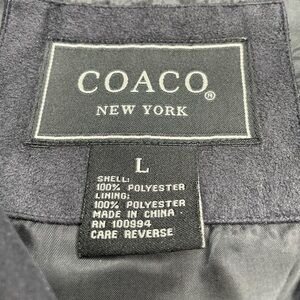 COACO®
NEW YORK
L
SHELL:
100% POLYESTER
LINING:
100% POLYESTER
MADE IN CHINA
RN 100994
CARE REVERSE